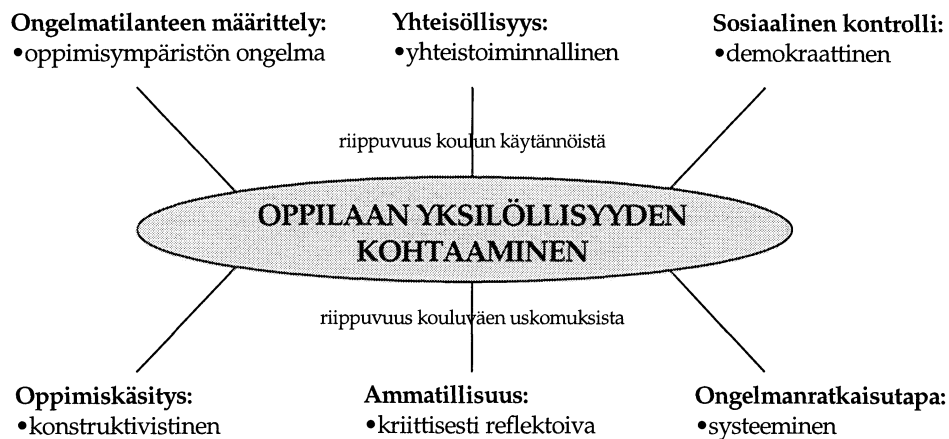 Ongelmatilanteen määrittely:
•oppimisympäristön ongelma
Yhteisöllisyys:
•yhteistoiminnallinen
Sosiaalinen kontrolli:
•demokraattinen
riippuvuus koulun käytännöistä
OPPILAAN YKSILÖLLISYYDEN
KOHTAAMINEN
riippuvuus kouluväen uskomuksista
Oppimiskäsitys:
•konstruktivistinen
Ammatillisuus:
•kriittisesti reflektoiva
Ongelmanratkaisutapa:
•systeeminen